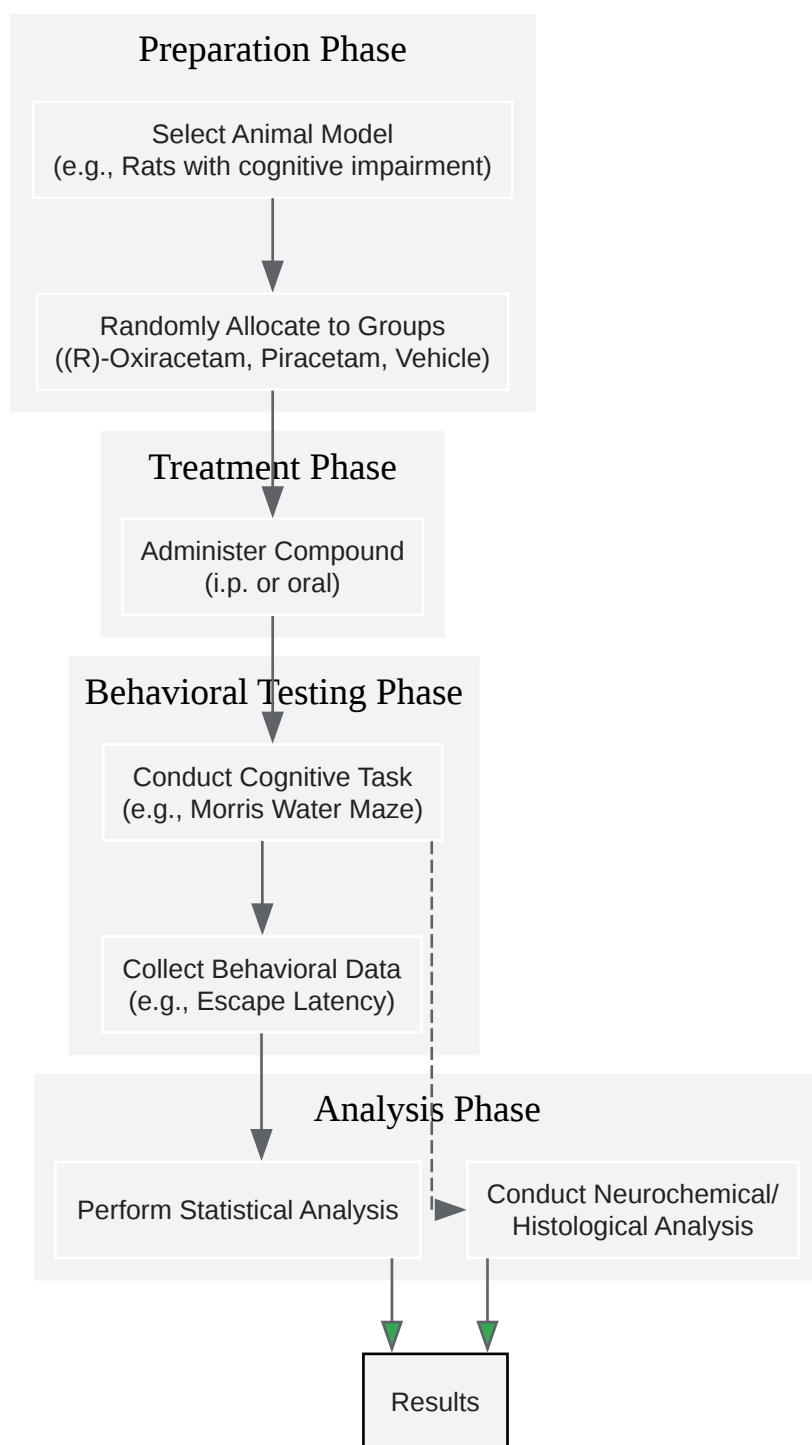 Preparation Phase
Select Animal Model
(e.g., Rats with cognitive impairment)
Randomly Allocate to Groups
((R)-Oxiracetam, Piracetam, Vehicle)
Treatment Phase
Administer Compound
(i.p. or oral)
Behavioral Testing Phase
Conduct Cognitive Task
(e.g., Morris Water Maze)
Collect Behavioral Data
(e.g., Escape Latency)
Analysis Phase
Perform Statistical Analysis
Conduct Neurochemical/
Histological Analysis
Results